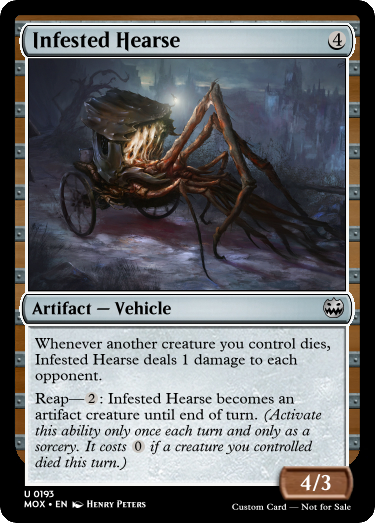 Infested Hearse 4
Artifact — Vehicle
Whenever another creature you control dies,
Infested Hearse deals 1 damage to each
opponent.
Reap—2: Infested Hearse becomes an
artifact creature until end of turn. (Activate
this ability only once each turn and only as a
sorcery. It costs 0 if a creature you controlled
died this turn.)
4/3
U 0193
MOX • EN Henry Peters
Custom Card — Not for Sale